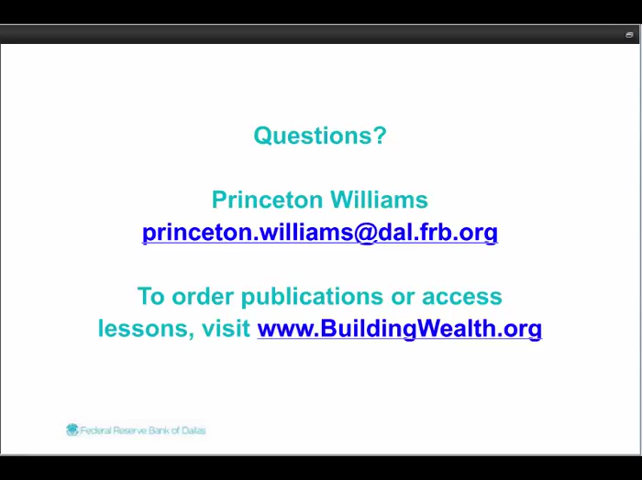 Questions?
Princeton Williams
princeton.williams@dal.frb.org
To order publications or access
lessons, visit www.BuildingWealth.org
Federal Reserve Bank of Dallas